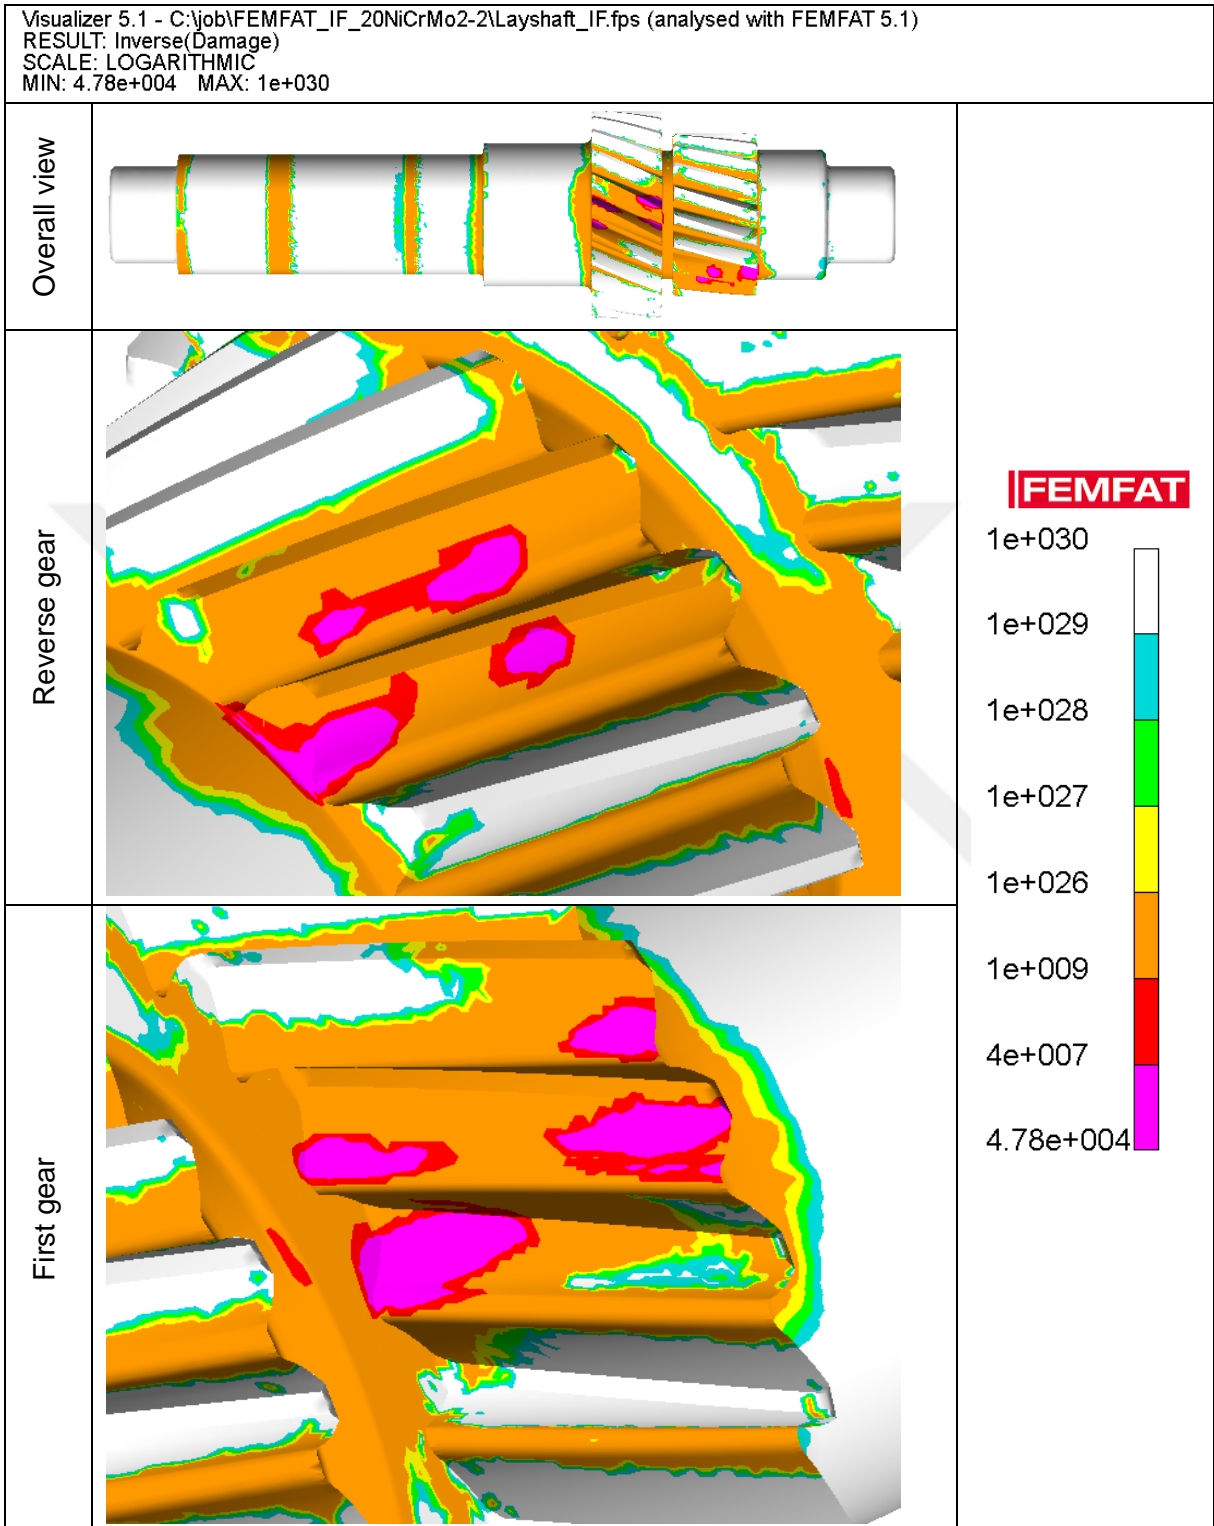 Visualizer 5.1 - C:\job\FEMFAT_IF_20NiCrMo2-2\Layshaft_IF.fps (analysed with FEMFAT 5.1)
RESULT: Inverse(Damage)
SCALE: LOGARITHMIC
MIN: 4.78e+004 MAX: 1e+030
Overall view
Reverse gear
First gear
FEMFAT
1e+030
1e+029
1e+028
1e+027
1e+026
1e+009
4e+007
4.78e+004